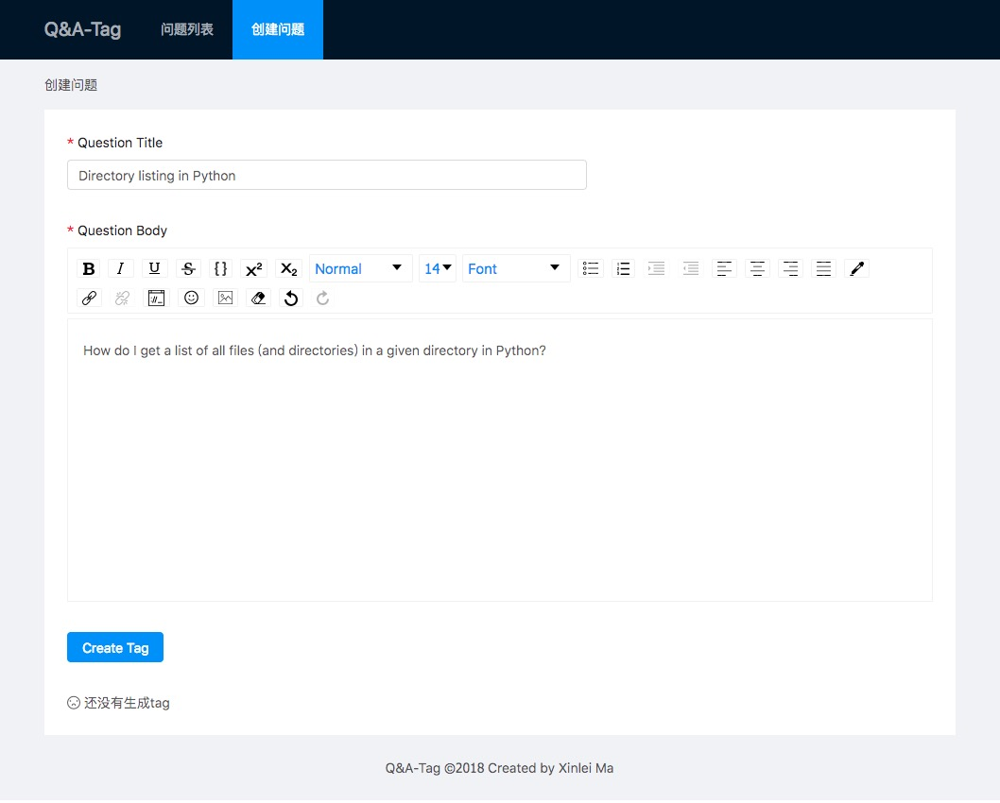 Q&A-Tag 问题列表 创建问题
创建问题
* Question Title
Directory listing in Python
* Question Body
B I U S {} x² x₂ Normal 14 Font
How do I get a list of all files (and directories) in a given directory in Python?
Create Tag
还没有生成tag
Q&A-Tag ©2018 Created by Xinlei Ma